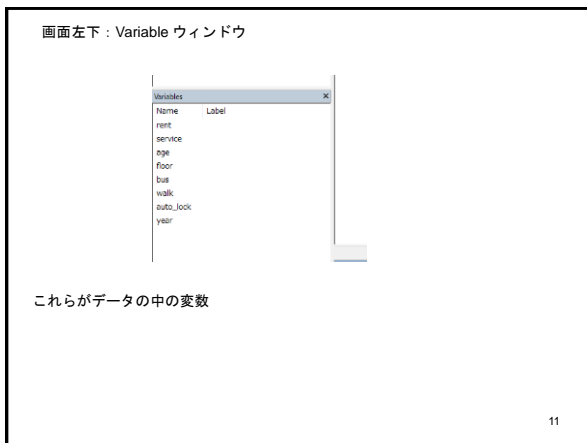 画面左下：Variable ウィンドウ
Variables ×
Name Label
rent
service
age
floor
bus
walk
auto_lock
year
これらがデータの中の変数
11